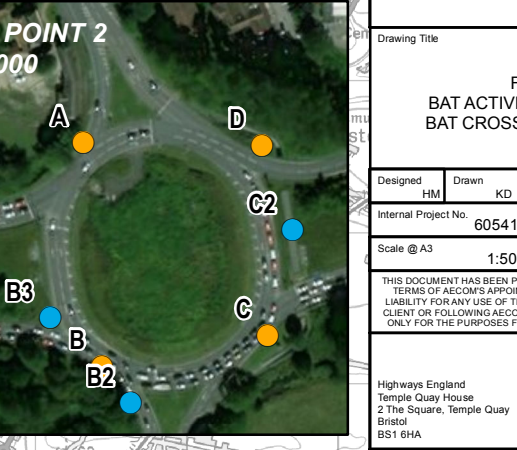 POINT 2
000
A
D
C2
B3
C
B
B2
Drawing Title
BAT ACTIVI
BAT CROSS
Designed
HM
Drawn
KD
Internal Project No.
60541
Scale @ A3
1:50
THIS DOCUMENT HAS BEEN P
TERMS OF AECOM'S APPOI
LIABILITY FOR ANY USE OF T
CLIENT OR FOLLOWING AECO
ONLY FOR THE PURPOSES F
Highways England
Temple Quay House
2 The Square, Temple Quay
Bristol
BS1 6HA